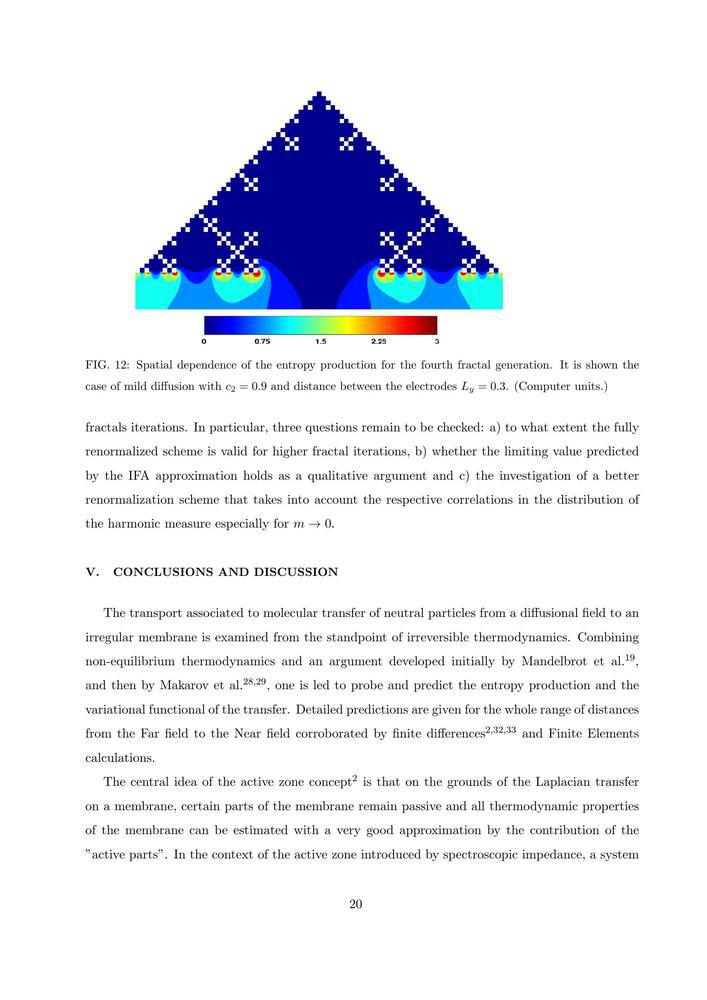 0 0.75 1.5 2.25 3
FIG. 12: Spatial dependence of the entropy production for the fourth fractal generation. It is shown the
case of mild diffusion with c₂ = 0.9 and distance between the electrodes Lᵧ = 0.3. (Computer units.)
fractals iterations. In particular, three questions remain to be checked: a) to what extent the fully
renormalized scheme is valid for higher fractal iterations, b) whether the limiting value predicted
by the IFA approximation holds as a qualitative argument and c) the investigation of a better
renormalization scheme that takes into account the respective correlations in the distribution of
the harmonic measure especially for m → 0.
V. CONCLUSIONS AND DISCUSSION
The transport associated to molecular transfer of neutral particles from a diffusional field to an
irregular membrane is examined from the standpoint of irreversible thermodynamics. Combining
non-equilibrium thermodynamics and an argument developed initially by Mandelbrot et al.¹⁹,
and then by Makarov et al.²⁸,²⁹, one is led to probe and predict the entropy production and the
variational functional of the transfer. Detailed predictions are given for the whole range of distances
from the Far field to the Near field corroborated by finite differences²,³²,³³ and Finite Elements
calculations.
The central idea of the active zone concept² is that on the grounds of the Laplacian transfer
on a membrane, certain parts of the membrane remain passive and all thermodynamic properties
of the membrane can be estimated with a very good approximation by the contribution of the
"active parts". In the context of the active zone introduced by spectroscopic impedance, a system
20